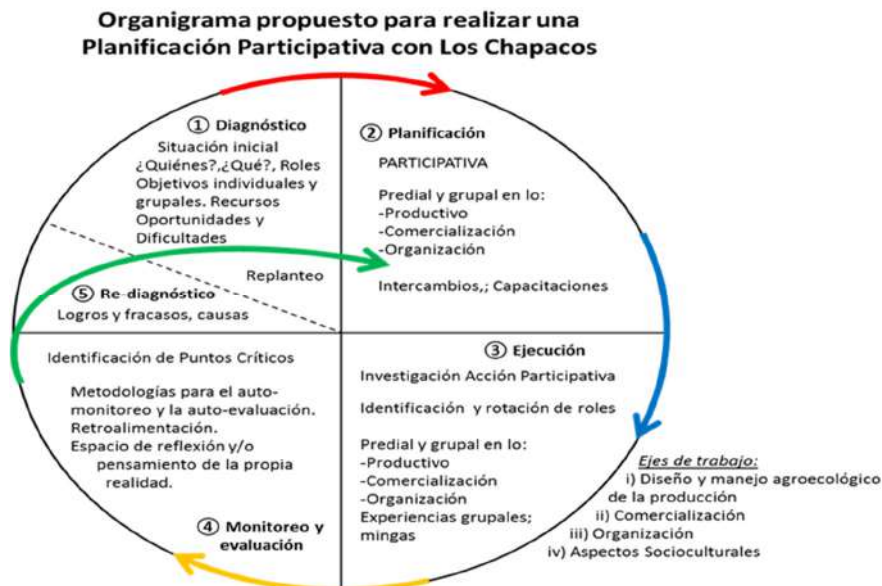 Organigrama propuesto para realizar una
Planificación Participativa con Los Chapacos
① Diagnóstico
Situación inicial
¿Quiénes?,¿Qué?, Roles
Objetivos individuales y
grupales. Recursos
Oportunidades y
Dificultades
② Planificación
PARTICIPATIVA
Predial y grupal en lo:
-Productivo
-Comercialización
-Organización
Intercambios,; Capacitaciones
Replanteo
⑤ Re-diagnóstico
Logros y fracasos, causas
③ Ejecución
Investigación Acción Participativa
Identificación y rotación de roles
Predial y grupal en lo:
-Productivo
-Comercialización
-Organización
Experiencias grupales;
mingas
Identificación de Puntos Críticos
Metodologías para el auto-
monitoreo y la auto-evaluación.
Retroalimentación.
Espacio de reflexión y/o
pensamiento de la propia
realidad.
④ Monitoreo y
evaluación
Ejes de trabajo:
i) Diseño y manejo agroecológico
de la producción
ii) Comercialización
iii) Organización
iv) Aspectos Socioculturales